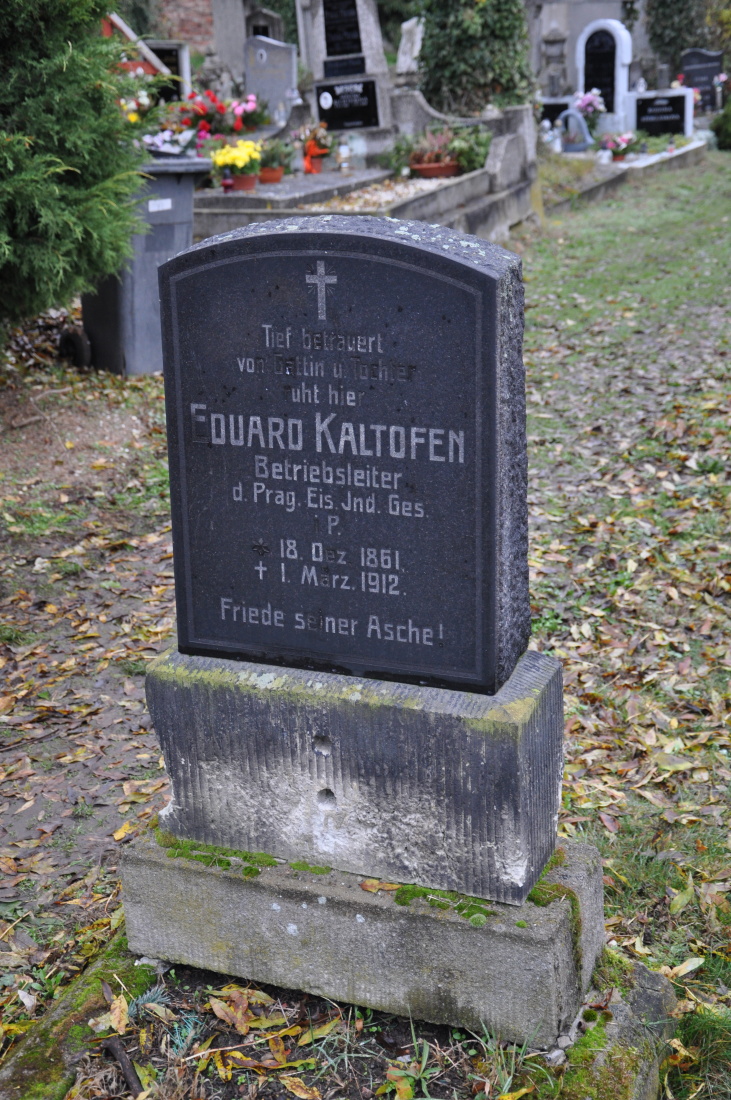 Tief betrauert
von Gattin u. Tochter
ruht hier
EDUARD KALTOFEN
Betriebsleiter
d. Prag. Eis. Jnd. Ges.
i. P.
* 18. Dez. 1861.
† 1. März. 1912.
Friede seiner Asche!